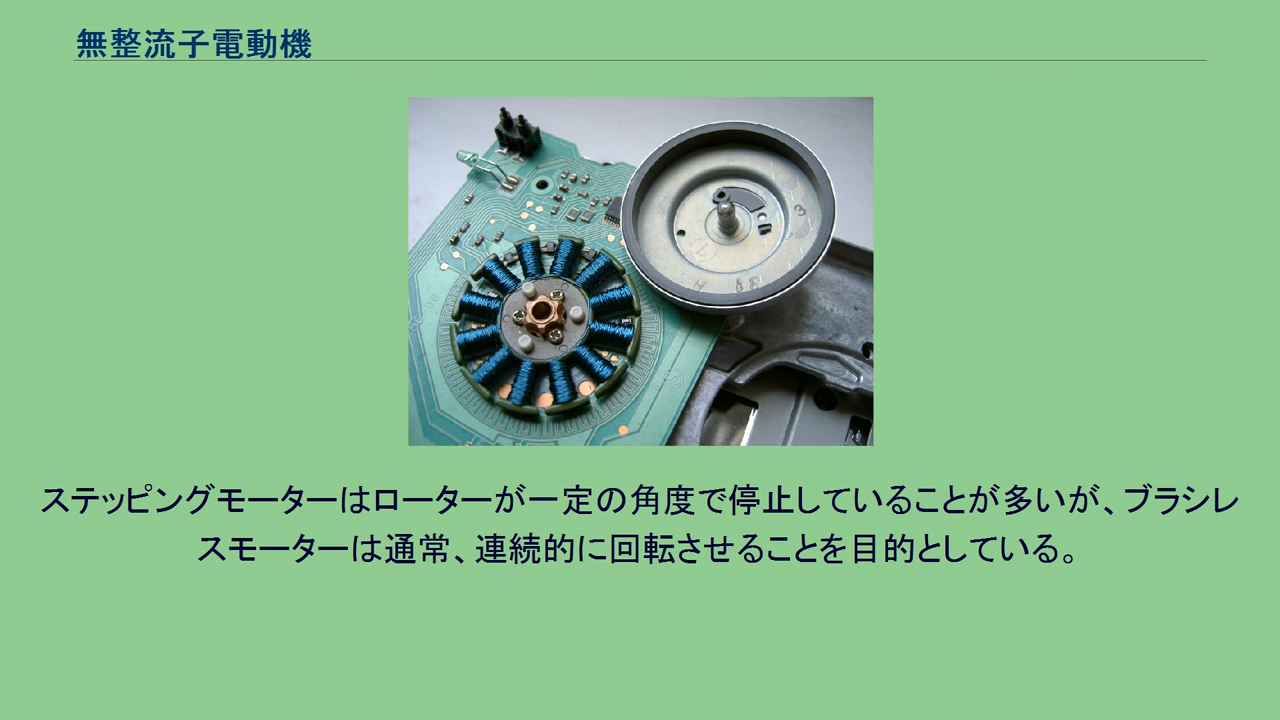 無整流子電動機
ステッピングモーターはローターが一定の角度で停止していることが多いが、ブラシレ
スモーターは通常、連続的に回転させることを目的としている。